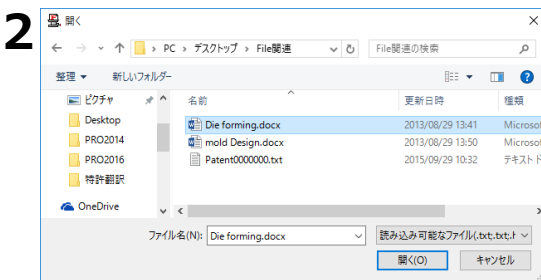 2
開く
PC › デスクトップ › File関連
File関連の検索
整理 新しいフォルダー
ピクチャ
Desktop
PRO2014
PRO2016
特許翻訳
OneDrive
名前 更新日時 種類
Die forming.docx 2013/08/29 13:41 Microsof
mold Design.docx 2013/08/29 13:50 Microsof
Patent0000000.txt 2015/09/29 10:32 テキスト ド
ファイル名(N): Die forming.docx 読み込み可能なファイル(.txt;.txt;.h
開く(O) キャンセル